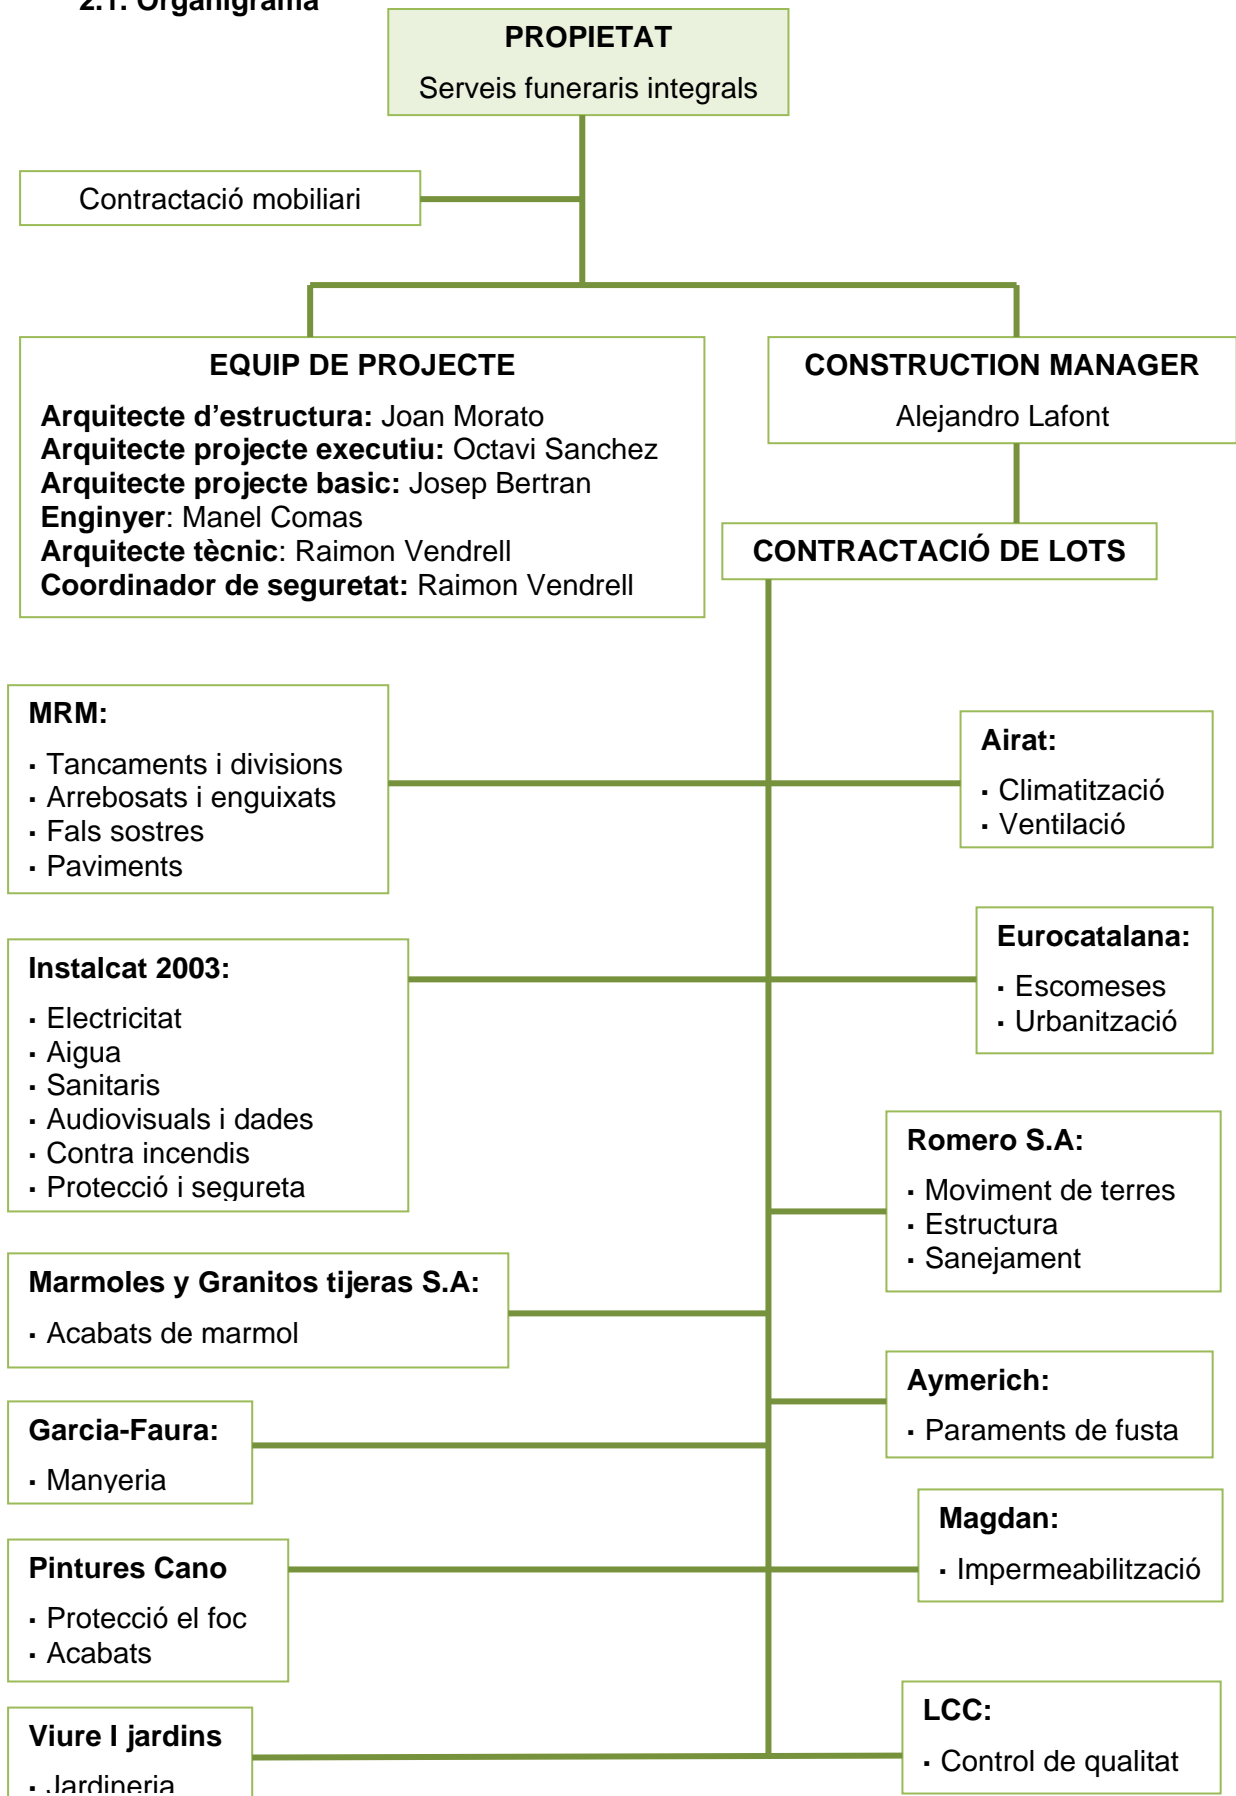 2.1. Organigrama
PROPIETAT
Serveis funeraris integrals
Contractació mobiliari
EQUIP DE PROJECTE
Arquitecte d’estructura: Joan Morato
Arquitecte projecte executiu: Octavi Sanchez
Arquitecte projecte basic: Josep Bertran
Enginyer: Manel Comas
Arquitecte tècnic: Raimon Vendrell
Coordinador de seguretat: Raimon Vendrell
CONSTRUCTION MANAGER
Alejandro Lafont
CONTRACTACIÓ DE LOTS
MRM:
▪ Tancaments i divisions
▪ Arrebosats i enguixats
▪ Fals sostres
▪ Paviments
Airat:
▪ Climatització
▪ Ventilació
Instalcat 2003:
▪ Electricitat
▪ Aigua
▪ Sanitaris
▪ Audiovisuals i dades
▪ Contra incendis
▪ Protecció i segureta
Eurocatalana:
▪ Escomeses
▪ Urbanització
Romero S.A:
▪ Moviment de terres
▪ Estructura
▪ Sanejament
Marmoles y Granitos tijeras S.A:
▪ Acabats de marmol
Aymerich:
▪ Paraments de fusta
Garcia-Faura:
▪ Manyeria
Magdan:
▪ Impermeabilització
Pintures Cano
▪ Protecció el foc
▪ Acabats
LCC:
▪ Control de qualitat
Viure I jardins
▪ Jardineria